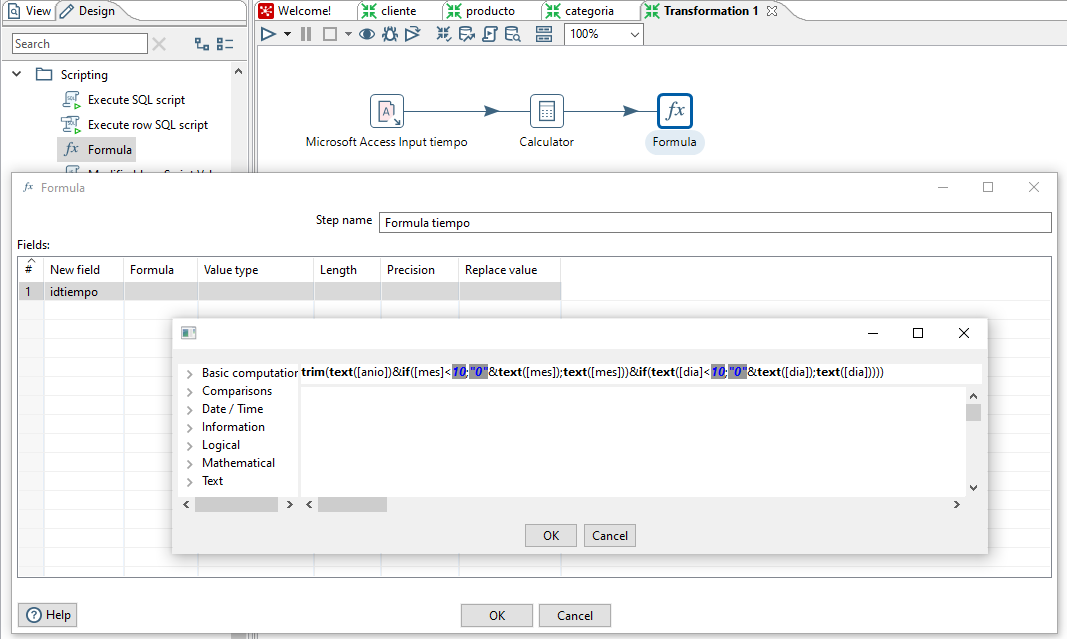 View Design Welcome! cliente producto categoria Transformation 1
Search
100%
Scripting
Execute SQL script
Execute row SQL script
Formula
Microsoft Access Input tiempo Calculator Formula
Formula
Step name Formula tiempo
Fields:
# New field Formula Value type Length Precision Replace value
1 idtiempo
Basic computation
trim(text([anio])&if([mes]<10;"0"&text([mes]);text([mes]))&if(text([dia]<10;"0"&text([dia]);text([dia]))))
Comparisons
Date / Time
Information
Logical
Mathematical
Text
OK Cancel
Help OK Cancel